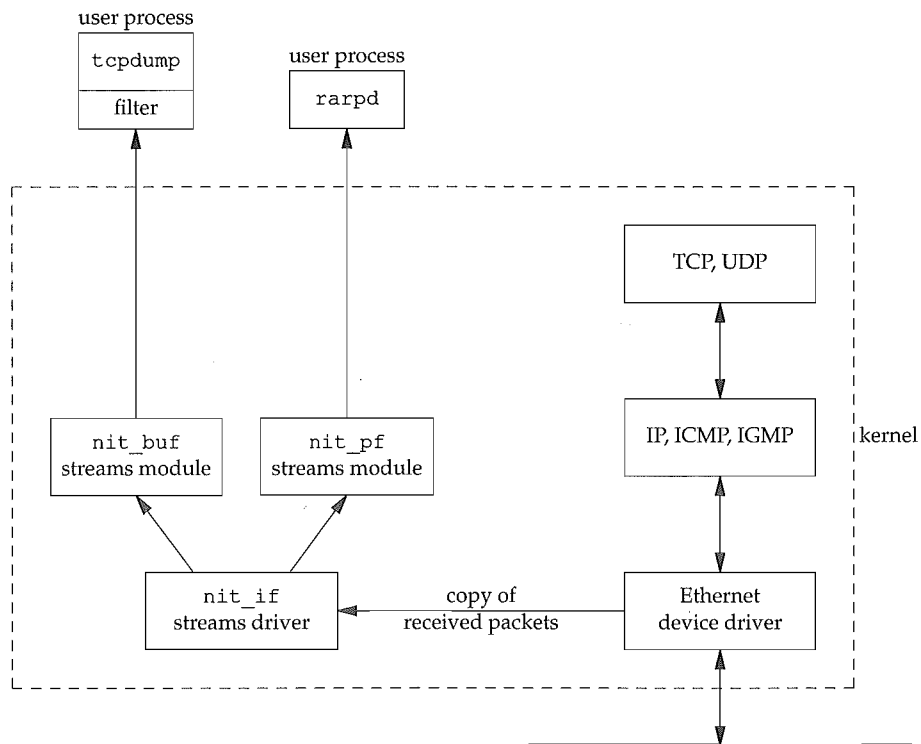 user process
tcpdump
filter
user process
rarpd
TCP, UDP
nit_buf
streams module
nit_pf
streams module
IP, ICMP, IGMP
kernel
nit_if
streams driver
copy of
received packets
Ethernet
device driver